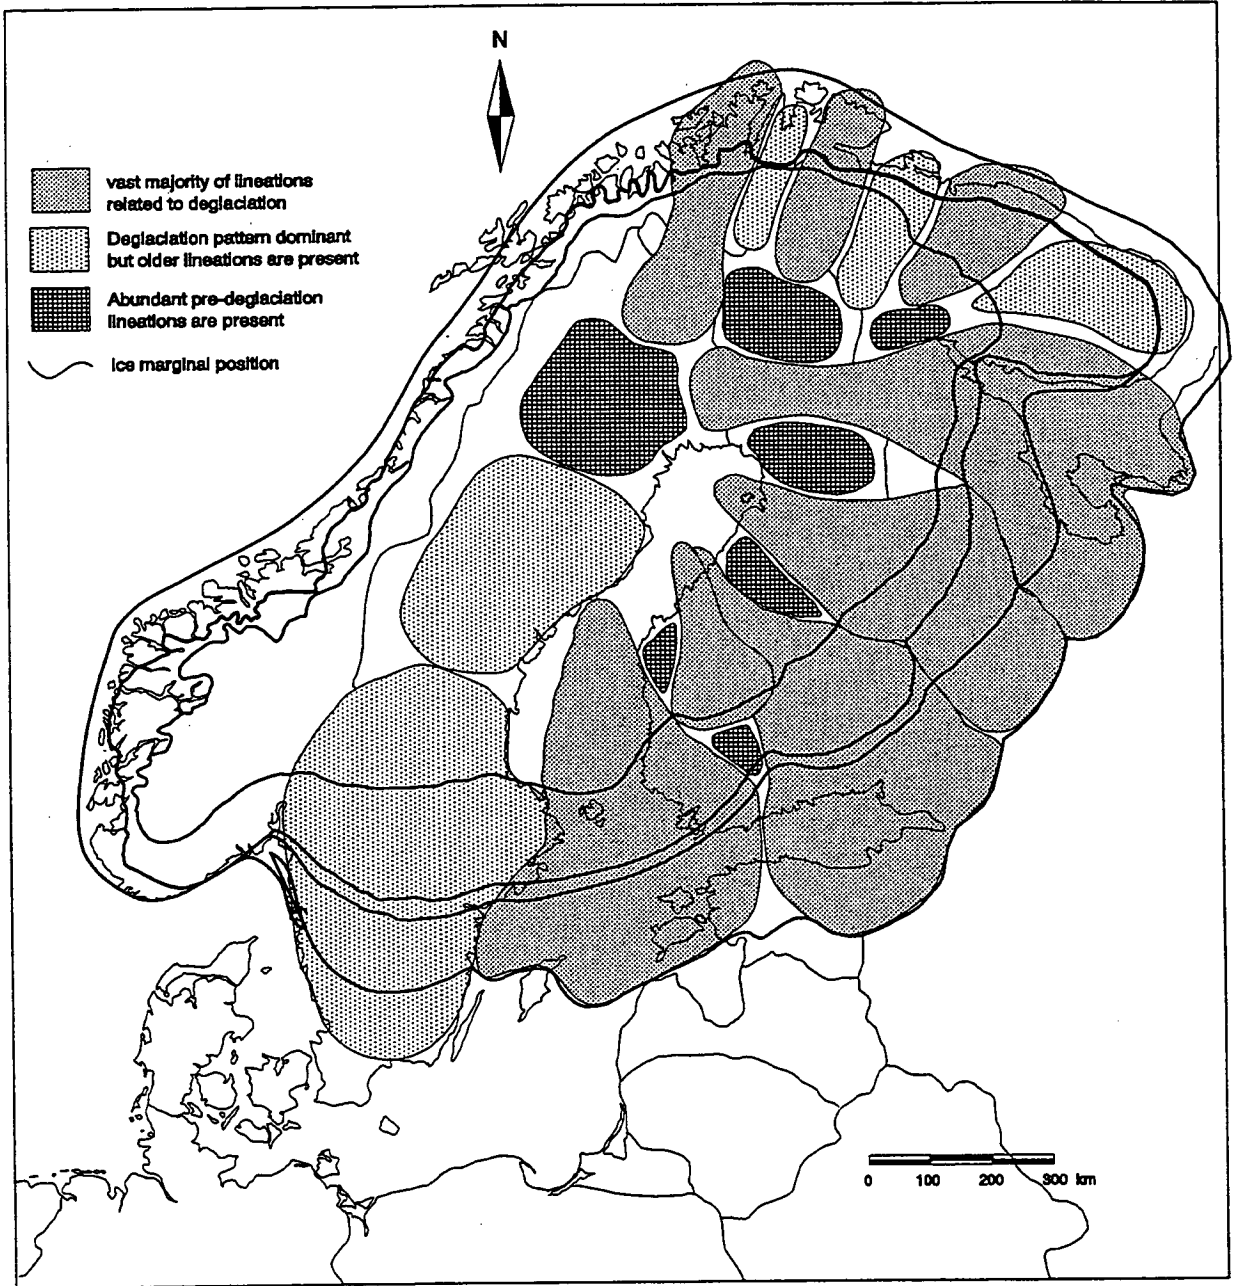 N
vast majority of lineations
related to deglaciation
Deglaciation pattern dominant
but older lineations are present
Abundant pre-deglaciation
lineations are present
Ice marginal position
0 100 200 300 km